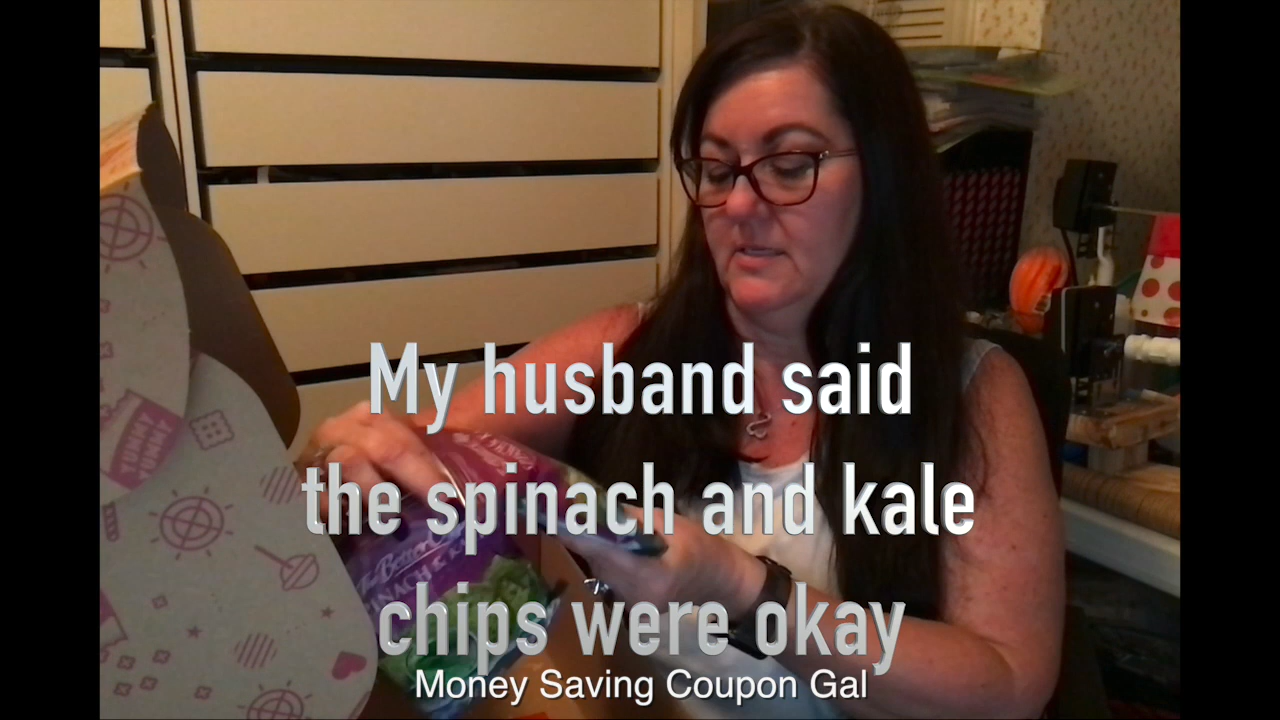 My husband said
the spinach and kale
chips were okay
Money Saving Coupon Gal